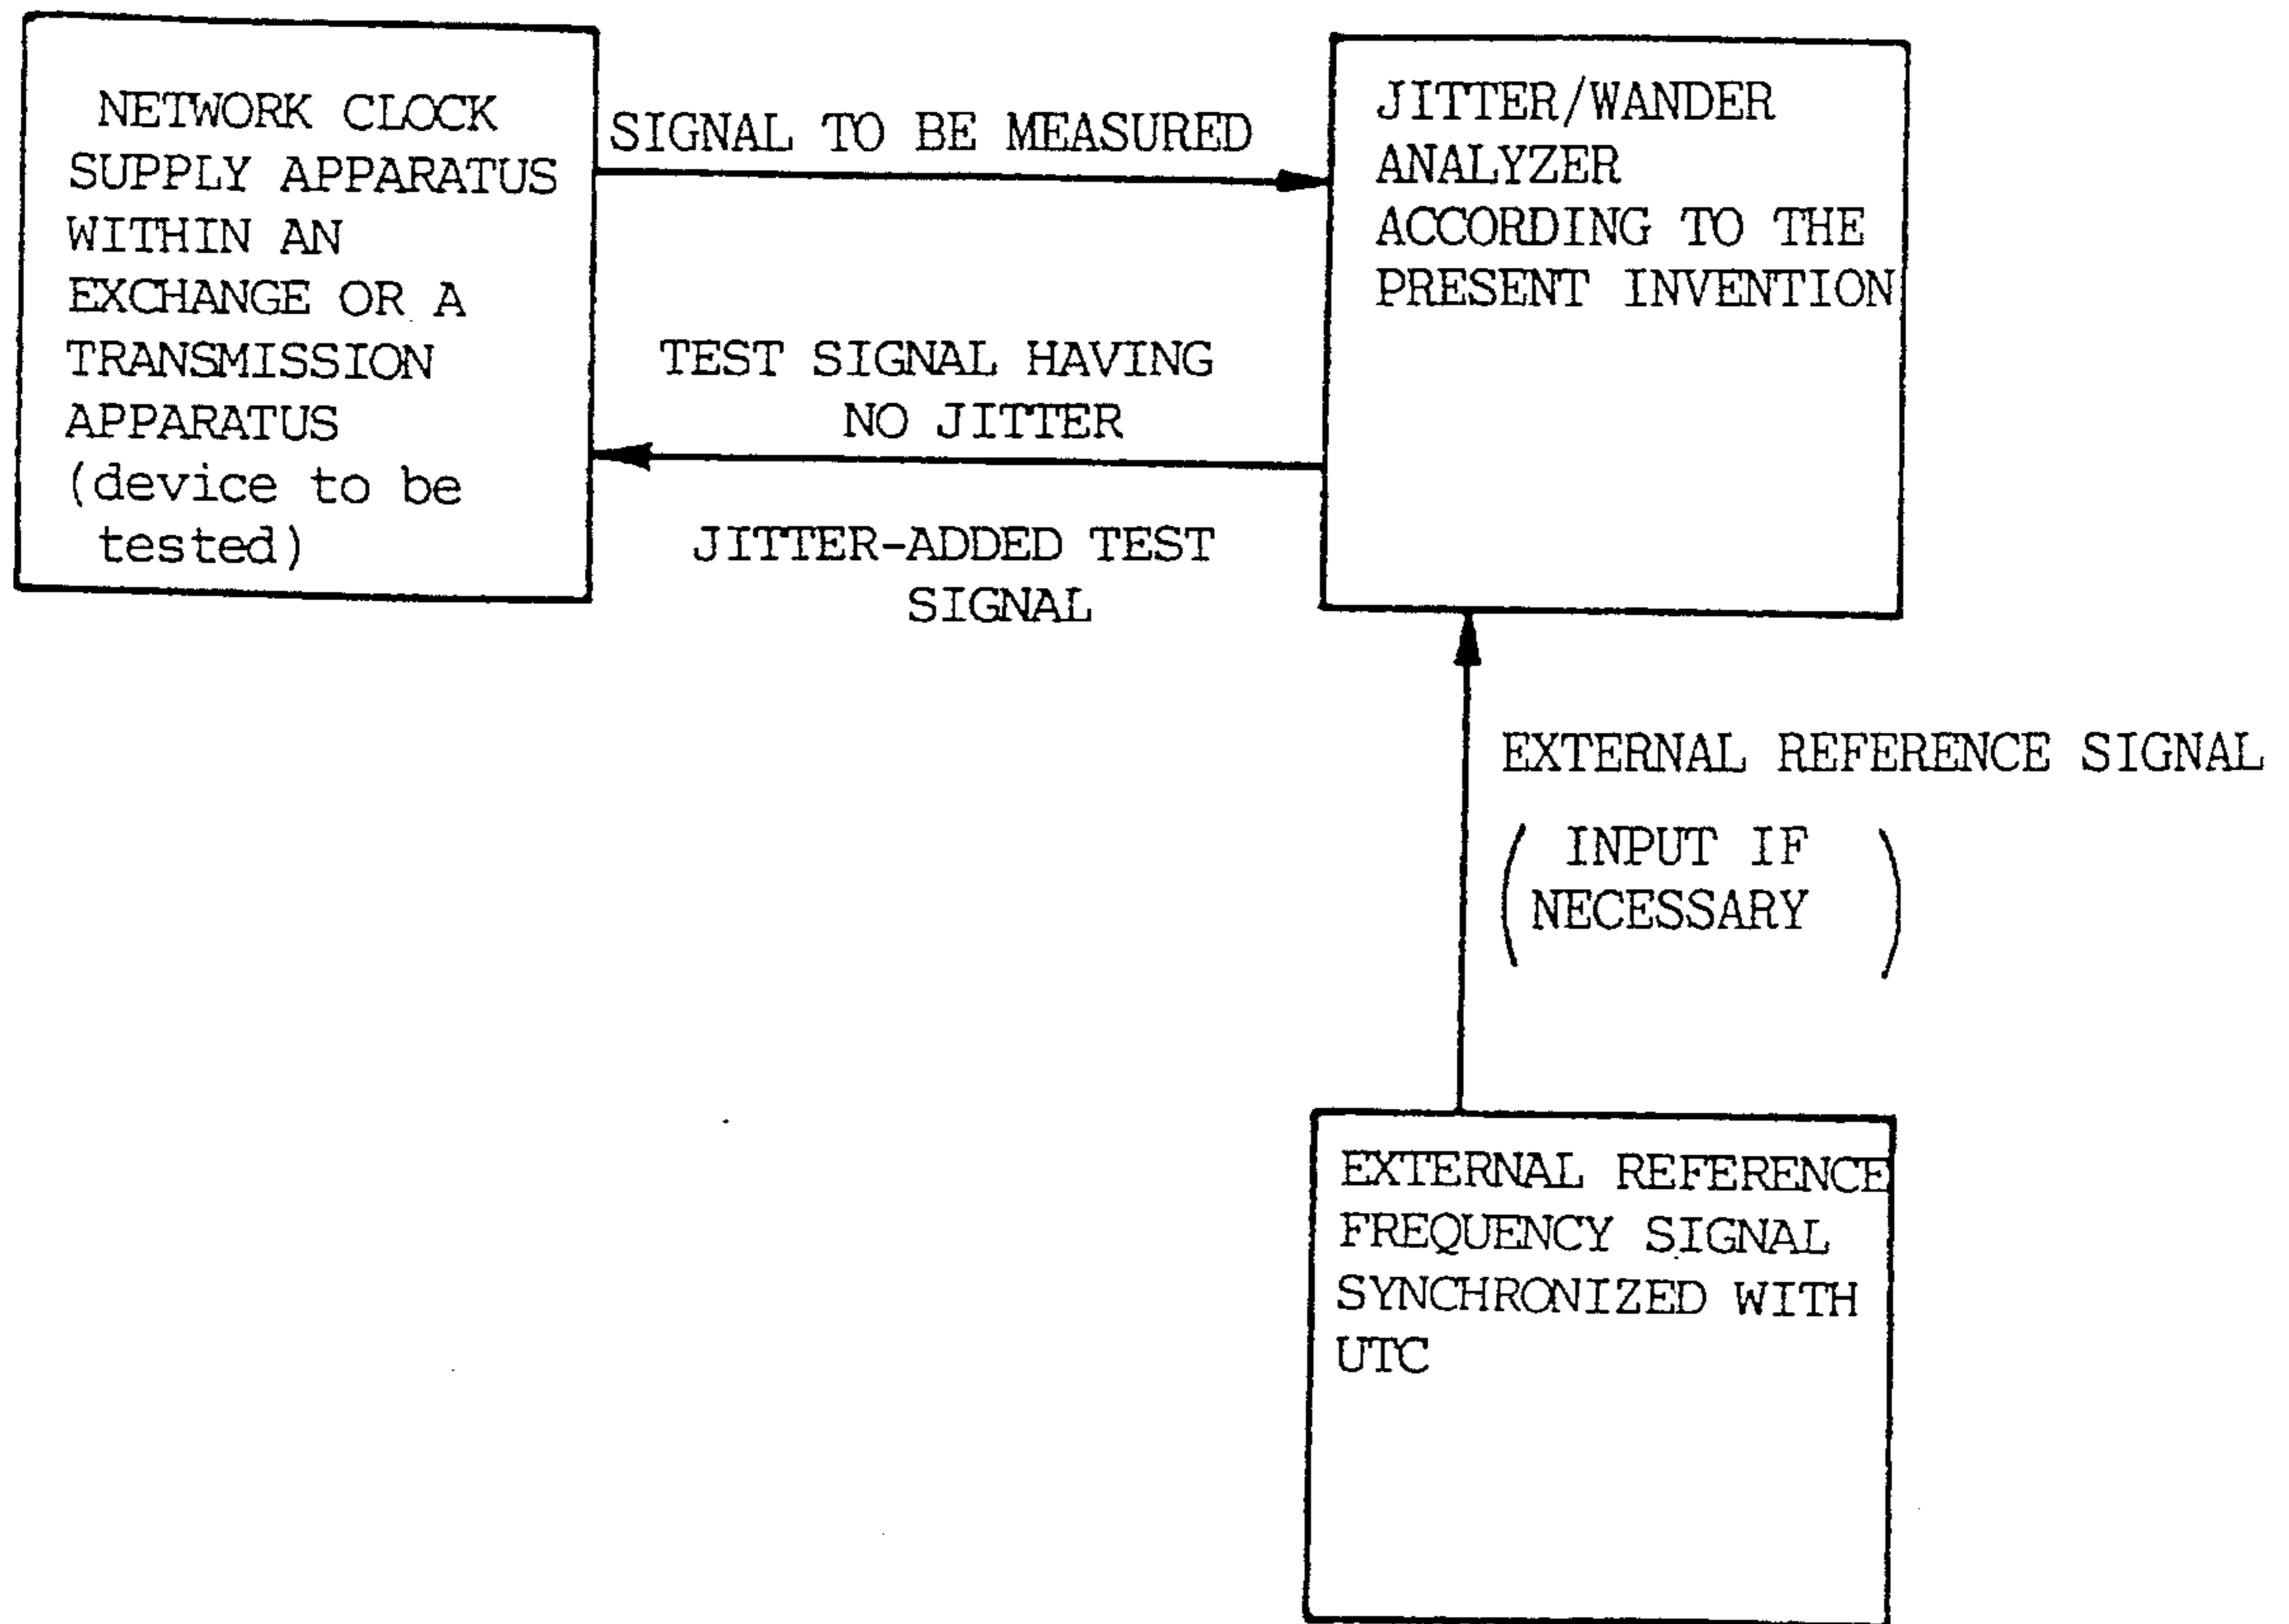 NETWORK CLOCK
SUPPLY APPARATUS
WITHIN AN
EXCHANGE OR A
TRANSMISSION
APPARATUS
(device to be
tested)
SIGNAL TO BE MEASURED
TEST SIGNAL HAVING
NO JITTER
JITTER-ADDED TEST
SIGNAL
JITTER/WANDER
ANALYZER
ACCORDING TO THE
PRESENT INVENTION
EXTERNAL REFERENCE SIGNAL
( INPUT IF
NECESSARY )
EXTERNAL REFERENCE
FREQUENCY SIGNAL
SYNCHRONIZED WITH
UTC